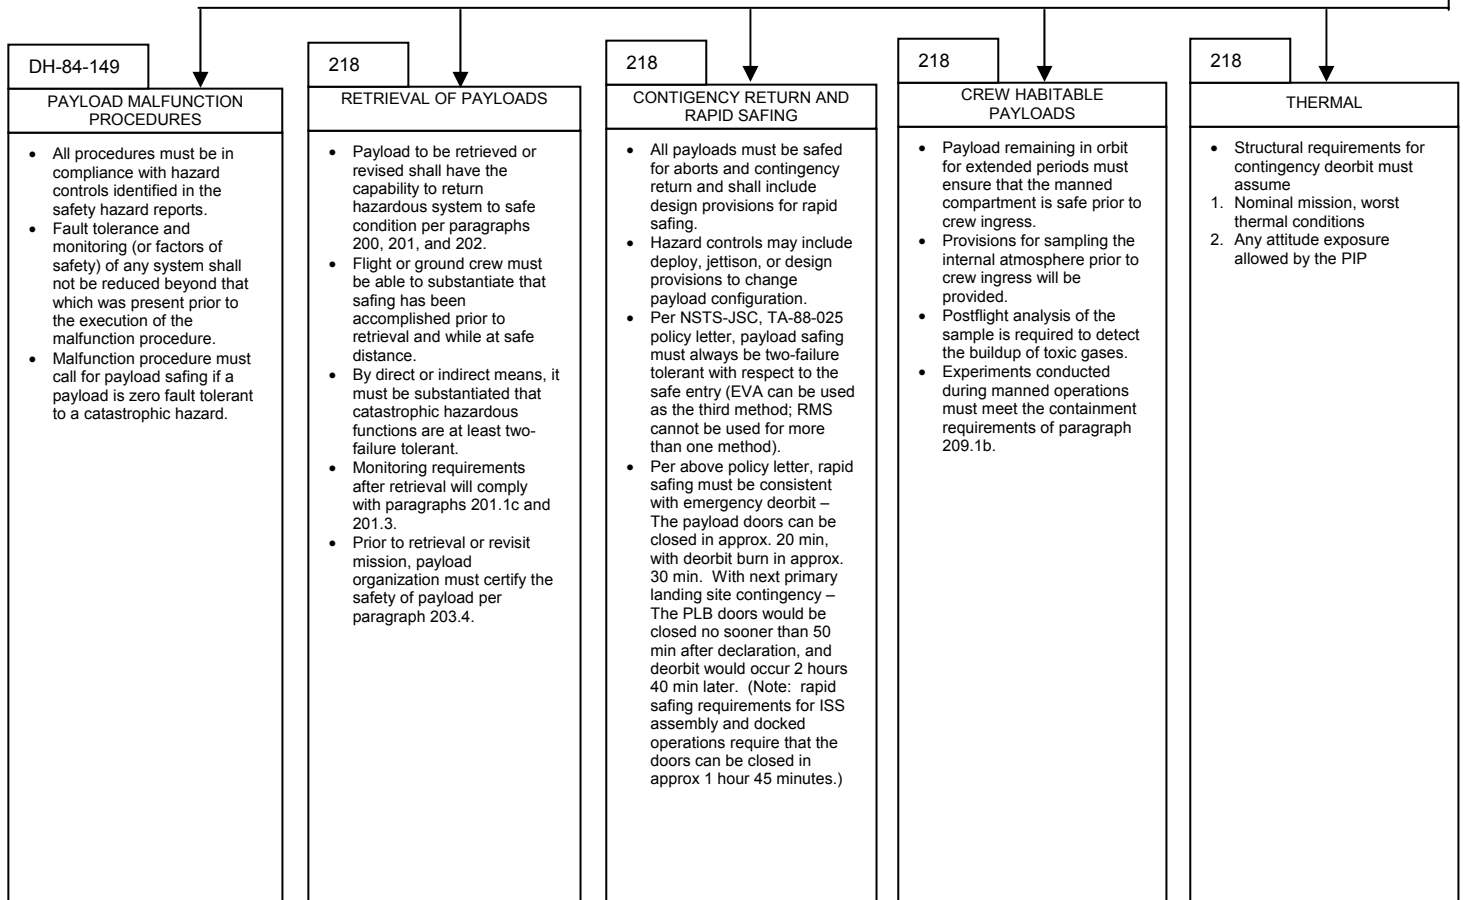 DH-84-149
PAYLOAD MALFUNCTION
PROCEDURES
• All procedures must be in
compliance with hazard
controls identified in the
safety hazard reports.
• Fault tolerance and
monitoring (or factors of
safety) of any system shall
not be reduced beyond that
which was present prior to
the execution of the
malfunction procedure.
• Malfunction procedure must
call for payload safing if a
payload is zero fault tolerant
to a catastrophic hazard.
218
RETRIEVAL OF PAYLOADS
• Payload to be retrieved or
revised shall have the
capability to return
hazardous system to safe
condition per paragraphs
200, 201, and 202.
• Flight or ground crew must
be able to substantiate that
safing has been
accomplished prior to
retrieval and while at safe
distance.
• By direct or indirect means, it
must be substantiated that
catastrophic hazardous
functions are at least two-
failure tolerant.
• Monitoring requirements
after retrieval will comply
with paragraphs 201.1c and
201.3.
• Prior to retrieval or revisit
mission, payload
organization must certify the
safety of payload per
paragraph 203.4.
218
CONTIGENCY RETURN AND
RAPID SAFING
• All payloads must be safed
for aborts and contingency
return and shall include
design provisions for rapid
safing.
• Hazard controls may include
deploy, jettison, or design
provisions to change
payload configuration.
• Per NSTS-JSC, TA-88-025
policy letter, payload safing
must always be two-failure
tolerant with respect to the
safe entry (EVA can be used
as the third method; RMS
cannot be used for more
than one method).
• Per above policy letter, rapid
safing must be consistent
with emergency deorbit –
The payload doors can be
closed in approx. 20 min,
with deorbit burn in approx.
30 min. With next primary
landing site contingency –
The PLB doors would be
closed no sooner than 50
min after declaration, and
deorbit would occur 2 hours
40 min later. (Note: rapid
safing requirements for ISS
assembly and docked
operations require that the
doors can be closed in
approx 1 hour 45 minutes.)
218
CREW HABITABLE
PAYLOADS
• Payload remaining in orbit
for extended periods must
ensure that the manned
compartment is safe prior to
crew ingress.
• Provisions for sampling the
internal atmosphere prior to
crew ingress will be
provided.
• Postflight analysis of the
sample is required to detect
the buildup of toxic gases.
• Experiments conducted
during manned operations
must meet the containment
requirements of paragraph
209.1b.
218
THERMAL
• Structural requirements for
contingency deorbit must
assume
1. Nominal mission, worst
thermal conditions
2. Any attitude exposure
allowed by the PIP